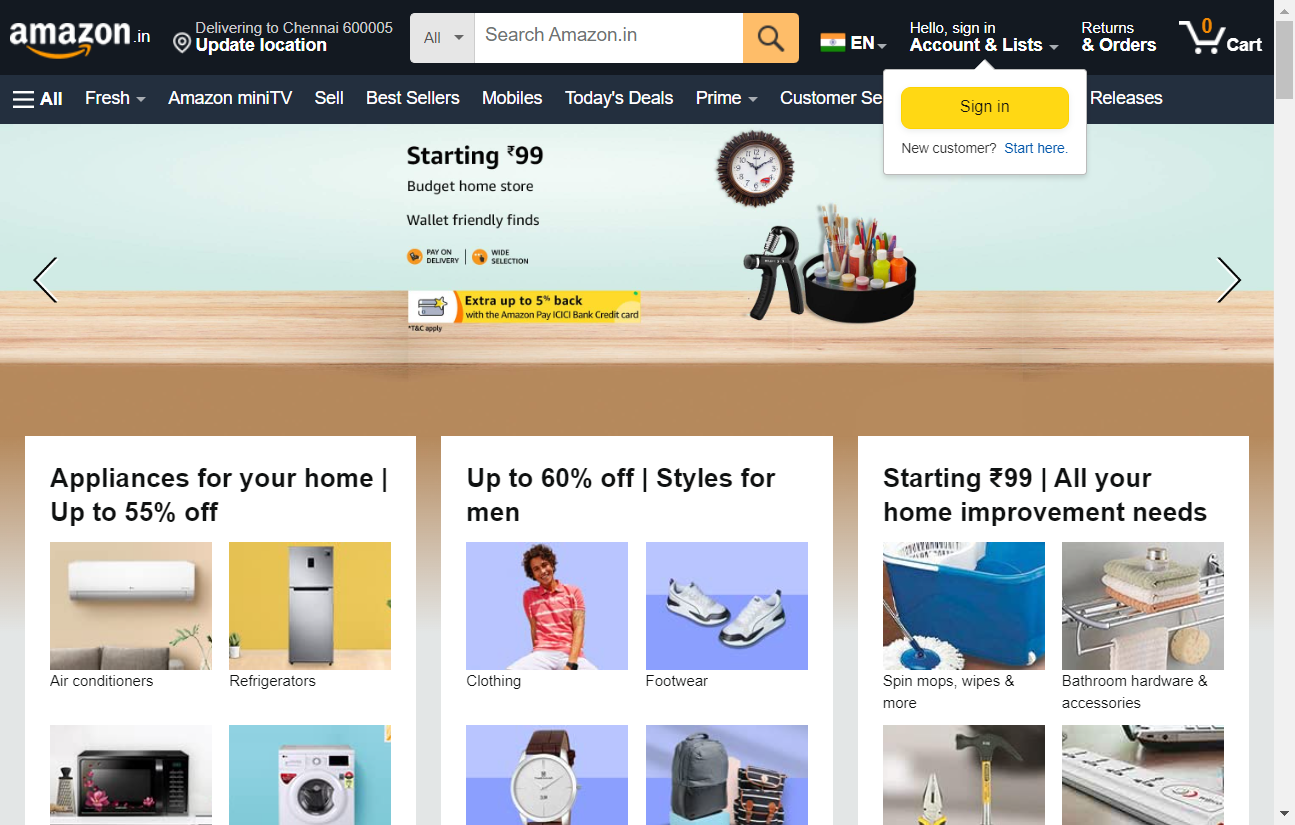 amazon.in
Delivering to Chennai 600005
Update location
All
Search Amazon.in
EN
Hello, sign in
Account & Lists
Returns
& Orders
0
Cart
All
Fresh
Amazon miniTV
Sell
Best Sellers
Mobiles
Today's Deals
Prime
Customer Se
Releases
Sign in
New customer? Start here.
Starting ₹99
Budget home store
Wallet friendly finds
PAY ON
DELIVERY
WIDE
SELECTION
Extra up to 5% back
with the Amazon Pay ICICI Bank Credit card
*T&C apply
Appliances for your home |
Up to 55% off
Air conditioners
Refrigerators
Up to 60% off | Styles for
men
Clothing
Footwear
Starting ₹99 | All your
home improvement needs
Spin mops, wipes &
more
Bathroom hardware &
accessories